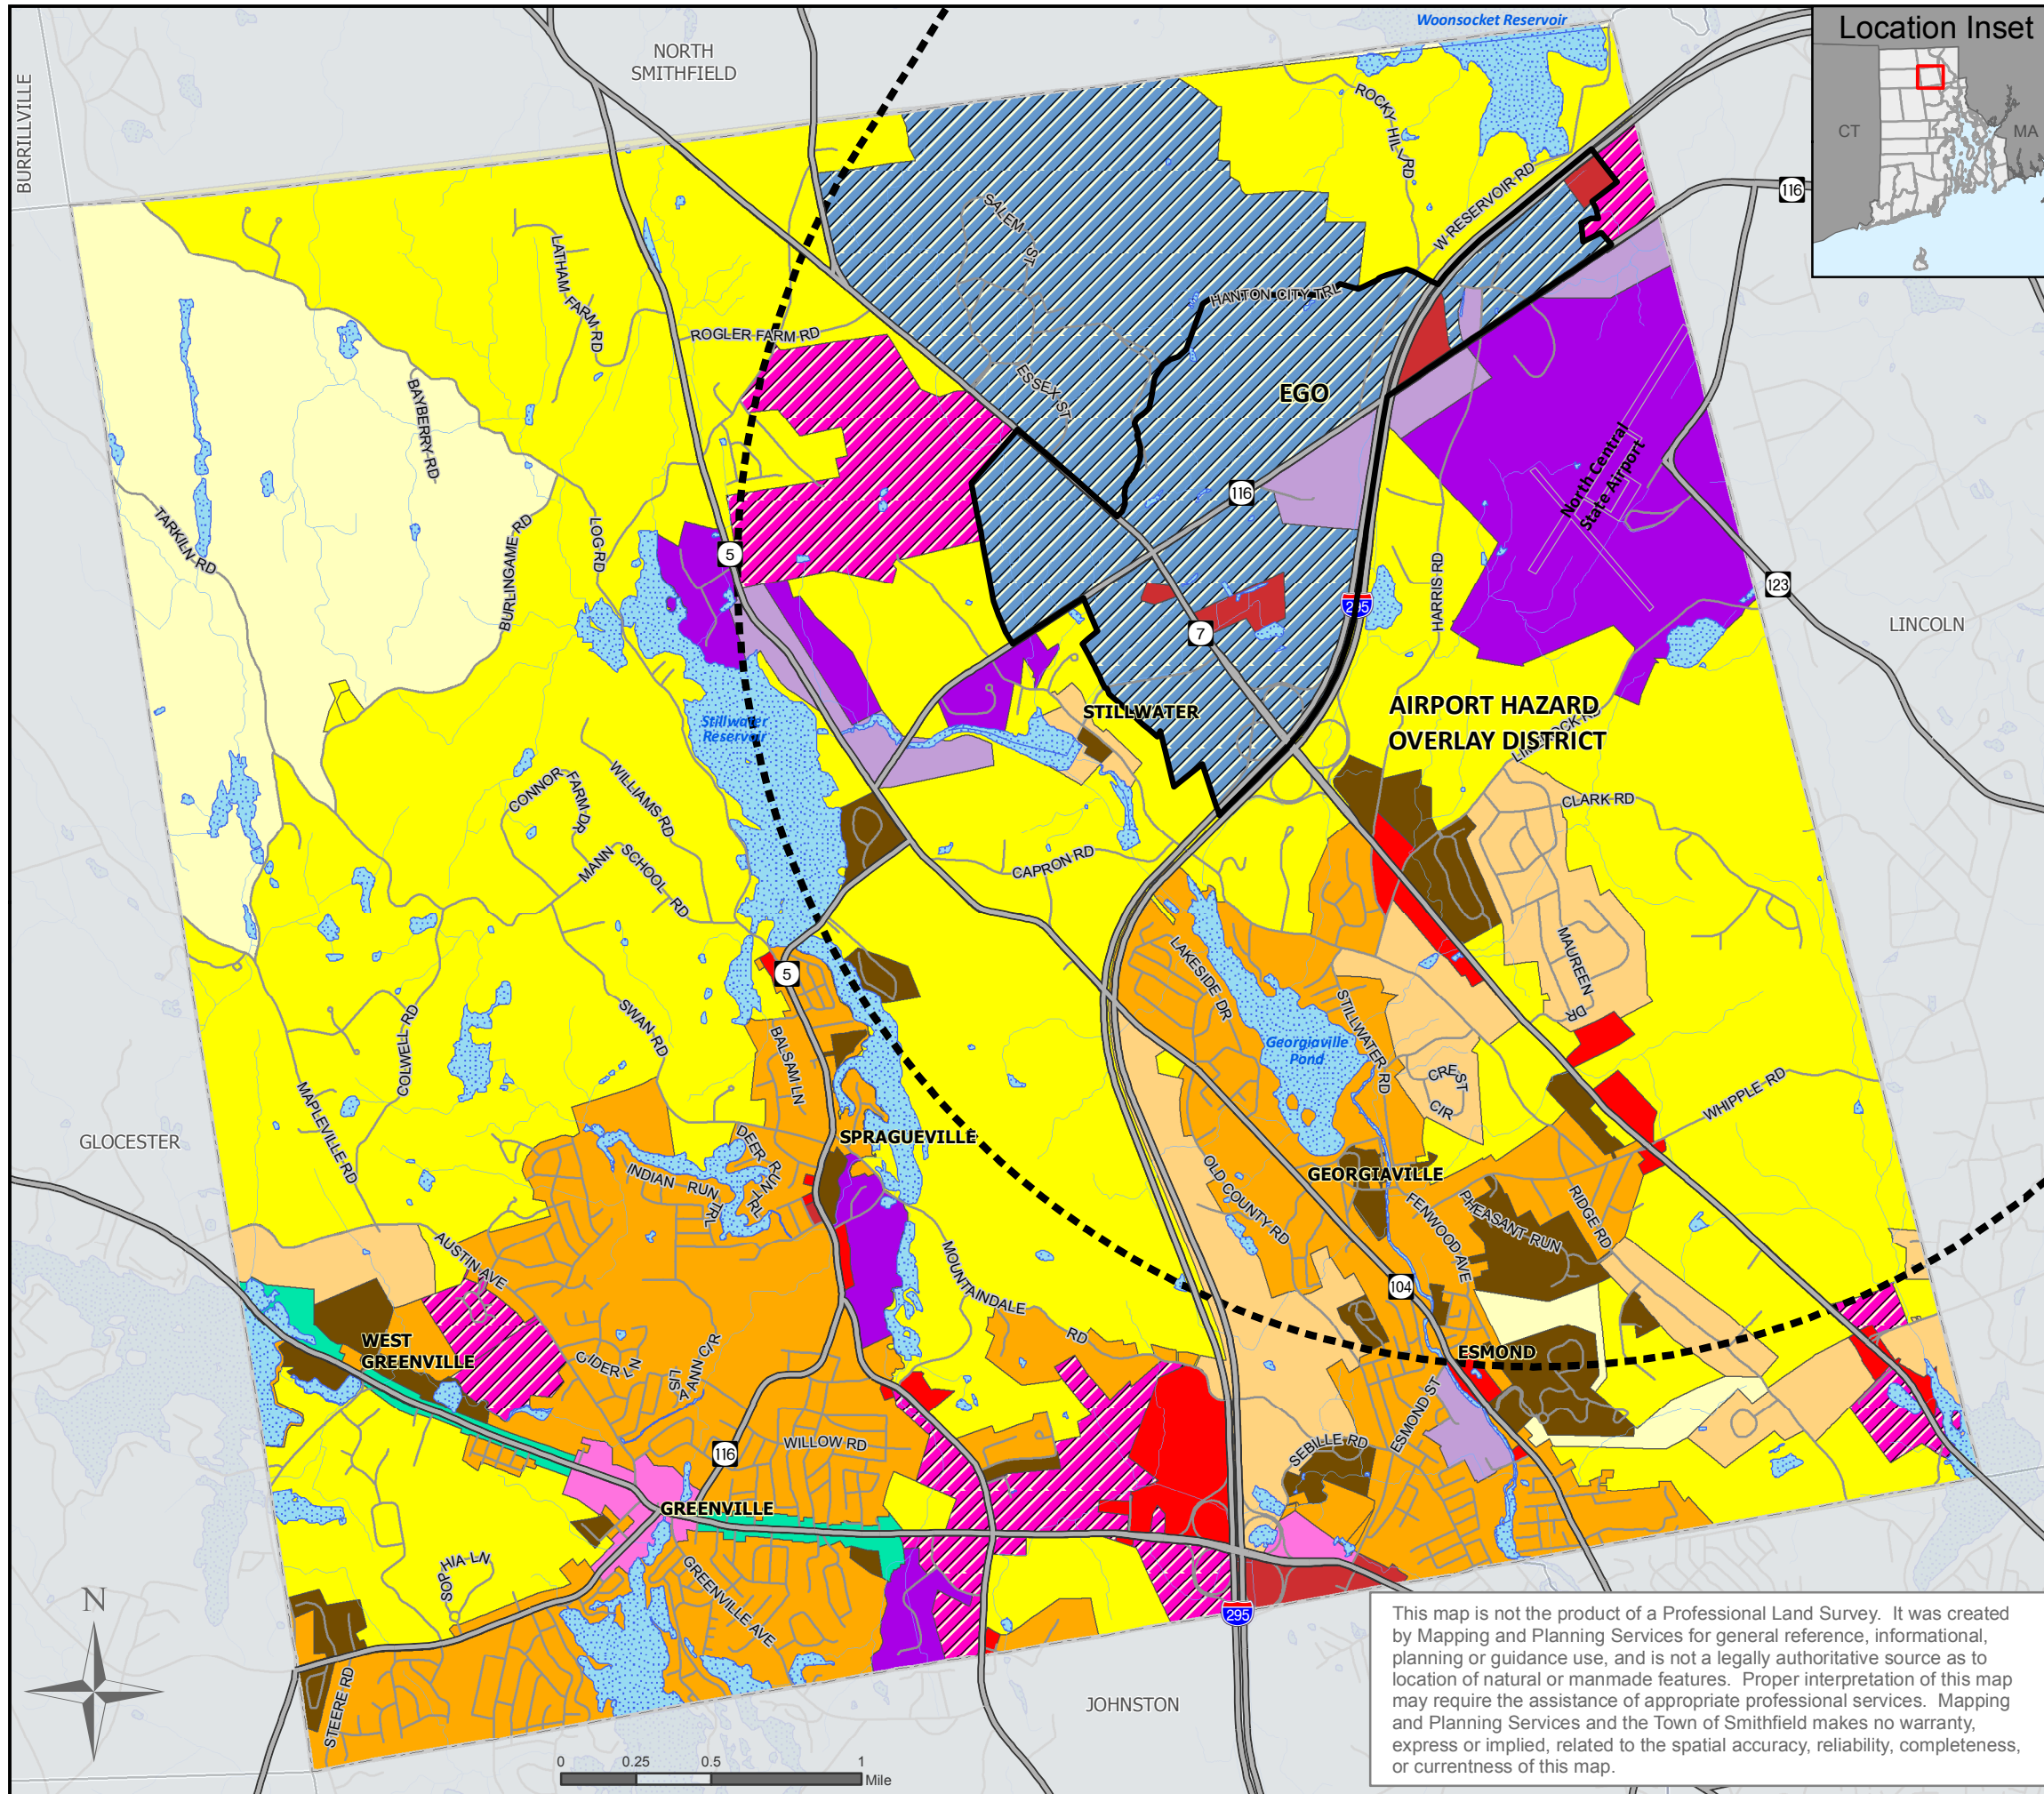 Woonsocket Reservoir
Location Inset
CT
MA
NORTH
SMITHFIELD
BURRILLVILLE
ROCKY HILL RD
W RESERVOIR RD
116
SALEM ST
LATHAM FARM RD
HANTON CITY TRL
ROGLER FARM RD
ESSEX ST
EGO
BAYBERRY RD
116
North Central
State Airport
TARKILN RD
LOG RD
BURLINGAME RD
5
HARRIS RD
123
295
7
LINCOLN
AIRPORT HAZARD
OVERLAY DISTRICT
STILLWATER
Stillwater
Reservoir
CONNOR FARM DR
WILLIAMS RD
CLARK RD
MANN SCHOOL RD
CAPRON RD
MAUREEN DR
LAKESIDE DR
5
SWAN RD
STILLWATER RD
COLWELL RD
BALSAM LN
Georgiaville
Pond
CREST CIR
WHIPPLE RD
MAPLEVILLE RD
GLOCESTER
SPRAGUEVILLE
DEER RUN TRL
INDIAN RUN TRL
GEORGIAVILLE
OLD COUNTY RD
FENWOOD AVE
PHEASANT RUN
RIDGE RD
AUSTIN AVE
MOUNTAINDALE RD
104
WEST
GREENVILLE
CIDER LN
LISA ANN CIR
ESMOND
ESMOND ST
116
WILLOW RD
SEBILLE RD
GREENVILLE
SOPHIA LN
GREENVILLE AVE
N
STEERE RD
295
JOHNSTON
0 0.25 0.5 1
Mile
This map is not the product of a Professional Land Survey. It was created
by Mapping and Planning Services for general reference, informational,
planning or guidance use, and is not a legally authoritative source as to
location of natural or manmade features. Proper interpretation of this map
may require the assistance of appropriate professional services. Mapping
and Planning Services and the Town of Smithfield makes no warranty,
express or implied, related to the spatial accuracy, reliability, completeness,
or currentness of this map.